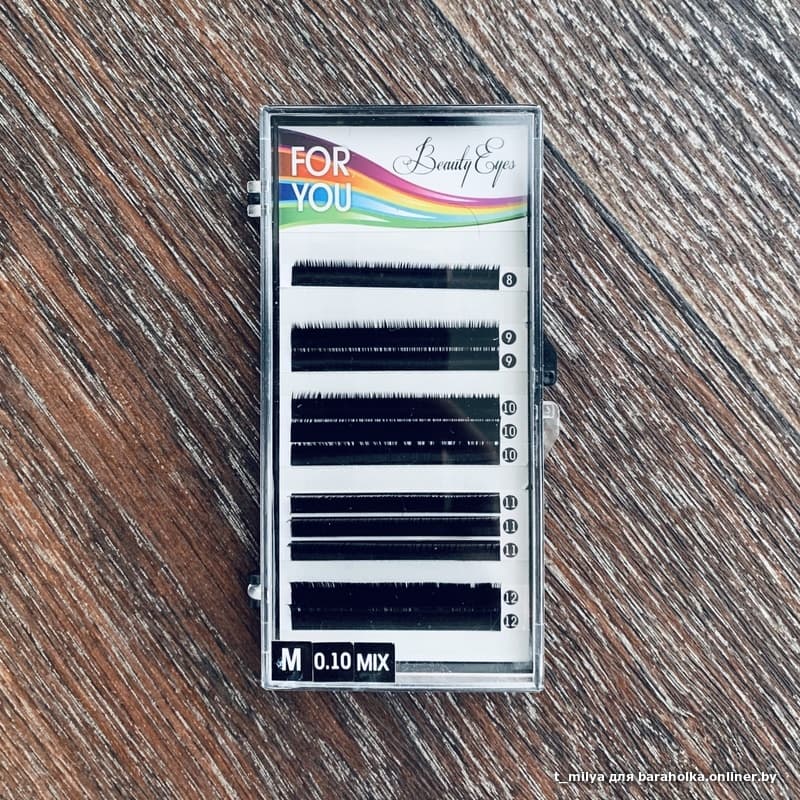 FOR
YOU
Beauty Eyes
8
9
9
10
10
10
11
11
11
12
12
M 0.10 MIX
t_milya для baraholka.onliner.by